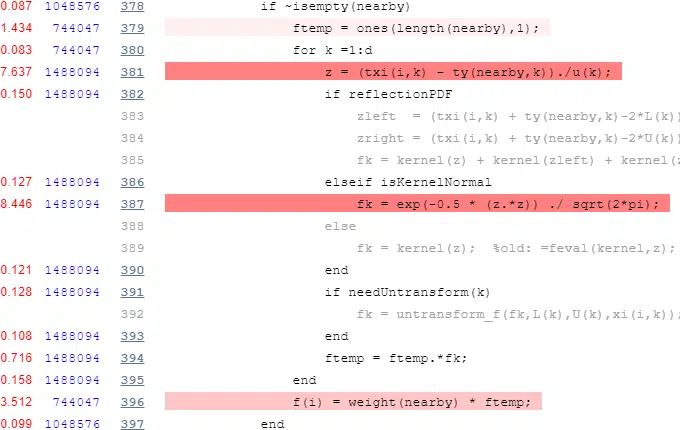 0.087 1048576 378 if ~isempty(nearby)
1.434 744047 379 ftemp = ones(length(nearby),1);
0.083 744047 380 for k =1:d
7.637 1488094 381 z = (txi(i,k) - ty(nearby,k))./u(k);
0.150 1488094 382 if reflectionPDF
383 zleft = (txi(i,k) + ty(nearby,k)-2*L(k))
384 zright = (txi(i,k) + ty(nearby,k)-2*U(k))
385 fk = kernel(z) + kernel(zleft) + kernel(z
0.127 1488094 386 elseif isKernelNormal
8.446 1488094 387 fk = exp(-0.5 * (z.*z)) ./ sqrt(2*pi);
388 else
389 fk = kernel(z); %old: =feval(kernel,z);
0.121 1488094 390 end
0.128 1488094 391 if needUntransform(k)
392 fk = untransform_f(fk,L(k),U(k),xi(i,k));
0.108 1488094 393 end
0.716 1488094 394 ftemp = ftemp.*fk;
0.158 1488094 395 end
3.512 744047 396 f(i) = weight(nearby) * ftemp;
0.099 1048576 397 end